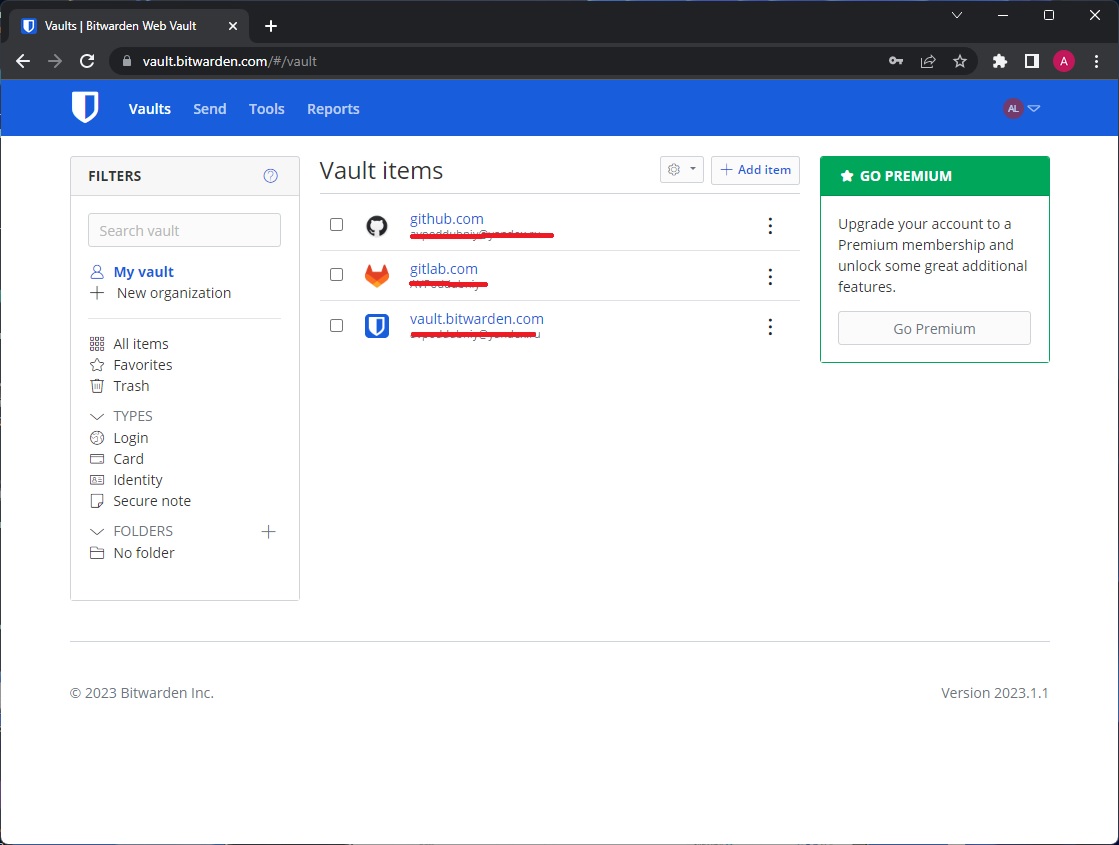 Vaults | Bitwarden Web Vault
vault.bitwarden.com/#/vault
A
Vaults Send Tools Reports
AL
FILTERS
Search vault
My vault
New organization
All items
Favorites
Trash
TYPES
Login
Card
Identity
Secure note
FOLDERS
No folder
Vault items
Add item
github.com
gitlab.com
vault.bitwarden.com
GO PREMIUM
Upgrade your account to a
Premium membership and
unlock some great additional
features.
Go Premium
© 2023 Bitwarden Inc.
Version 2023.1.1